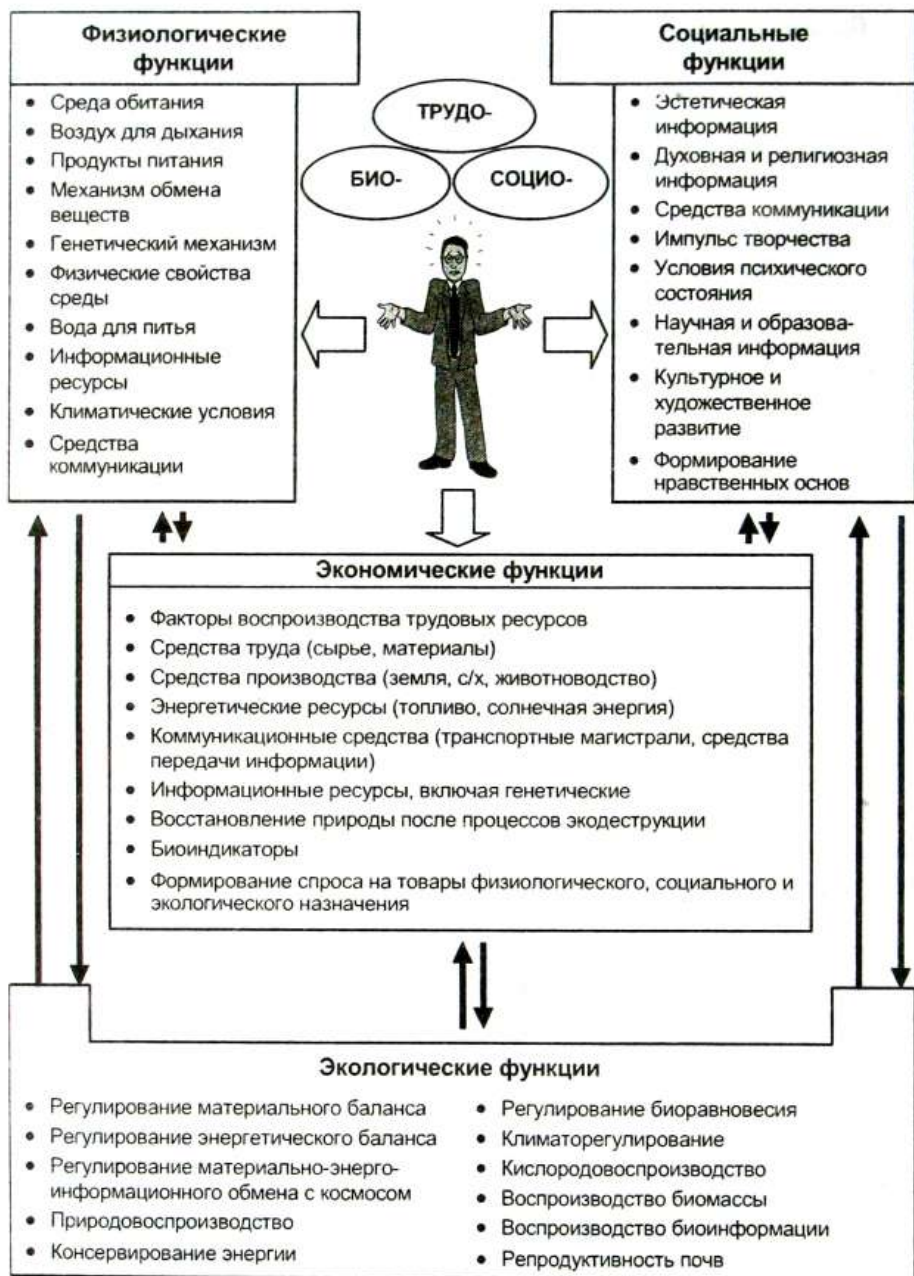 Физиологические
функции
• Среда обитания
• Воздух для дыхания
• Продукты питания
• Механизм обмена
веществ
• Генетический механизм
• Физические свойства
среды
• Вода для питья
• Информационные
ресурсы
• Климатические условия
• Средства
коммуникации
ТРУДО-
БИО-
СОЦИО-
Социальные
функции
• Эстетическая
информация
• Духовная и религиозная
информация
• Средства коммуникации
• Импульс творчества
• Условия психического
состояния
• Научная и образова-
тельная информация
• Культурное и
художественное
развитие
• Формирование
нравственных основ
Экономические функции
• Факторы воспроизводства трудовых ресурсов
• Средства труда (сырье, материалы)
• Средства производства (земля, с/х, животноводство)
• Энергетические ресурсы (топливо, солнечная энергия)
• Коммуникационные средства (транспортные магистрали, средства
передачи информации)
• Информационные ресурсы, включая генетические
• Восстановление природы после процессов экодеструкции
• Биоиндикаторы
• Формирование спроса на товары физиологического, социального и
экологического назначения
Экологические функции
• Регулирование материального баланса
• Регулирование энергетического баланса
• Регулирование материально-энерго-
информационного обмена с космосом
• Природовоспроизводство
• Консервирование энергии
• Регулирование биоравновесия
• Климаторегулирование
• Кислородовоспроизводство
• Воспроизводство биомассы
• Воспроизводство биоинформации
• Репродуктивность почв